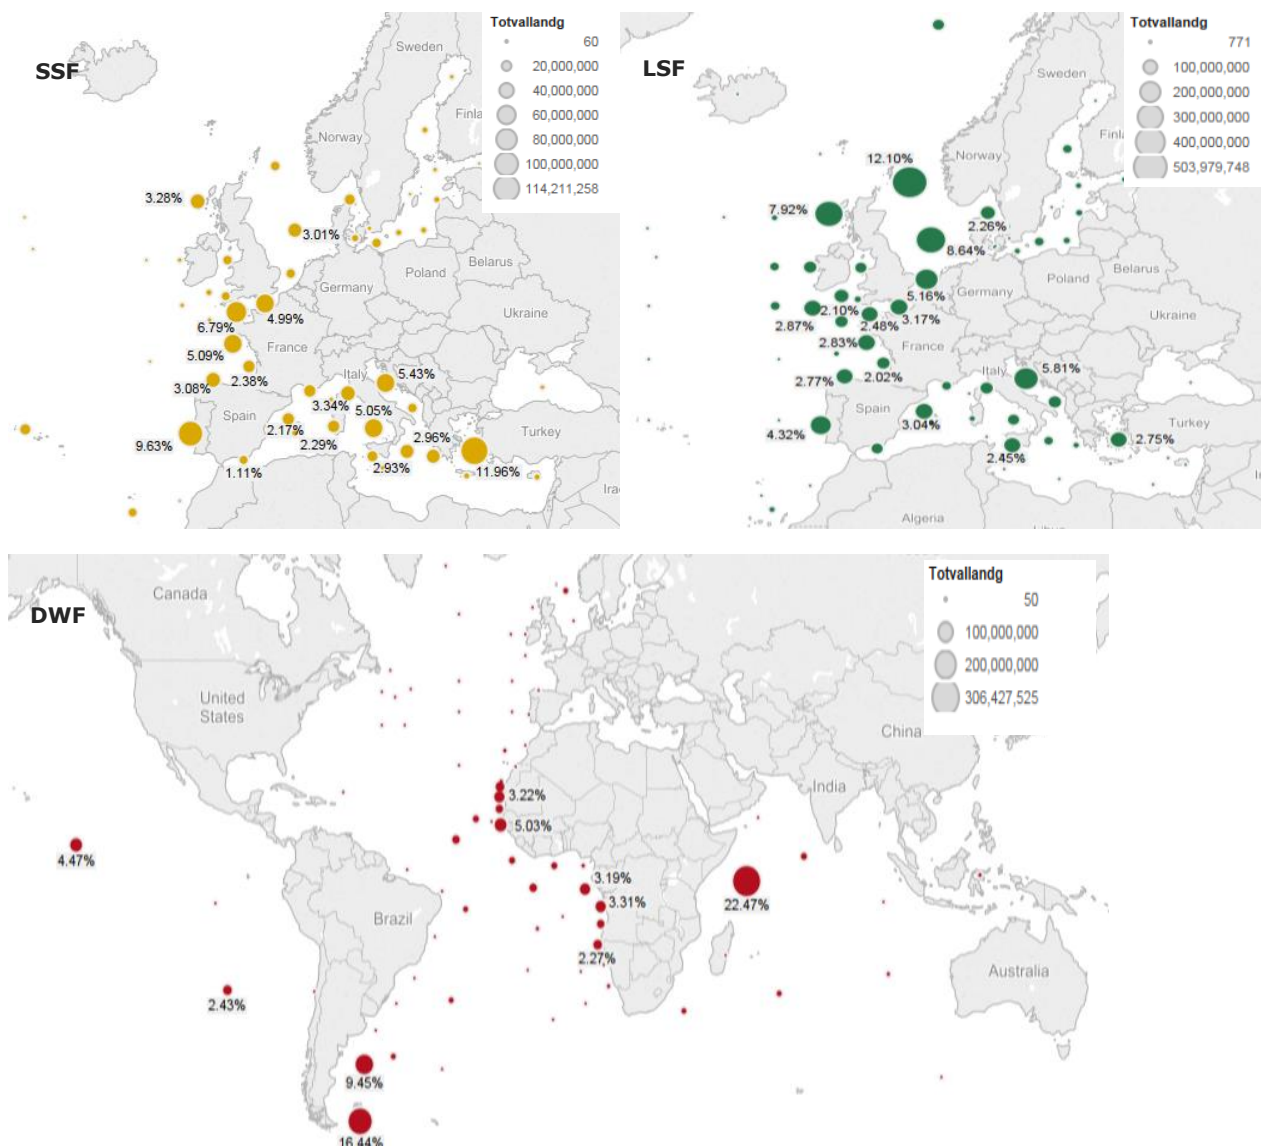 SSF
Totvallandg
60
20,000,000
40,000,000
60,000,000
80,000,000
100,000,000
114,211,258
Sweden
Norway
Finla
3.28%
3.01%
Belarus
Poland
Germany
Ukraine
4.99%
6.79%
France
5.09%
2.38%
3.08%
Italy
5.43%
3.34%
5.05%
Spain
Turkey
2.17%
2.96%
9.63%
2.29%
2.93%
11.96%
1.11%
Ira
LSF
Totvallandg
771
100,000,000
200,000,000
300,000,000
400,000,000
503,979,748
Sweden
Norway
Finl
12.10%
7.92%
2.26%
8.64%
Belarus
Poland
Germany
5.16%
2.10%
3.17%
Ukraine
2.87%
2.48%
2.83%
France
2.02%
2.77%
Italy
5.81%
Spain
3.04%
Turkey
4.32%
2.75%
2.45%
Algeria
DWF
Totvallandg
50
100,000,000
200,000,000
306,427,525
Canada
United
States
China
India
3.22%
5.03%
4.47%
3.19%
3.31%
22.47%
Brazil
2.27%
Australia
2.43%
9.45%
16.44%